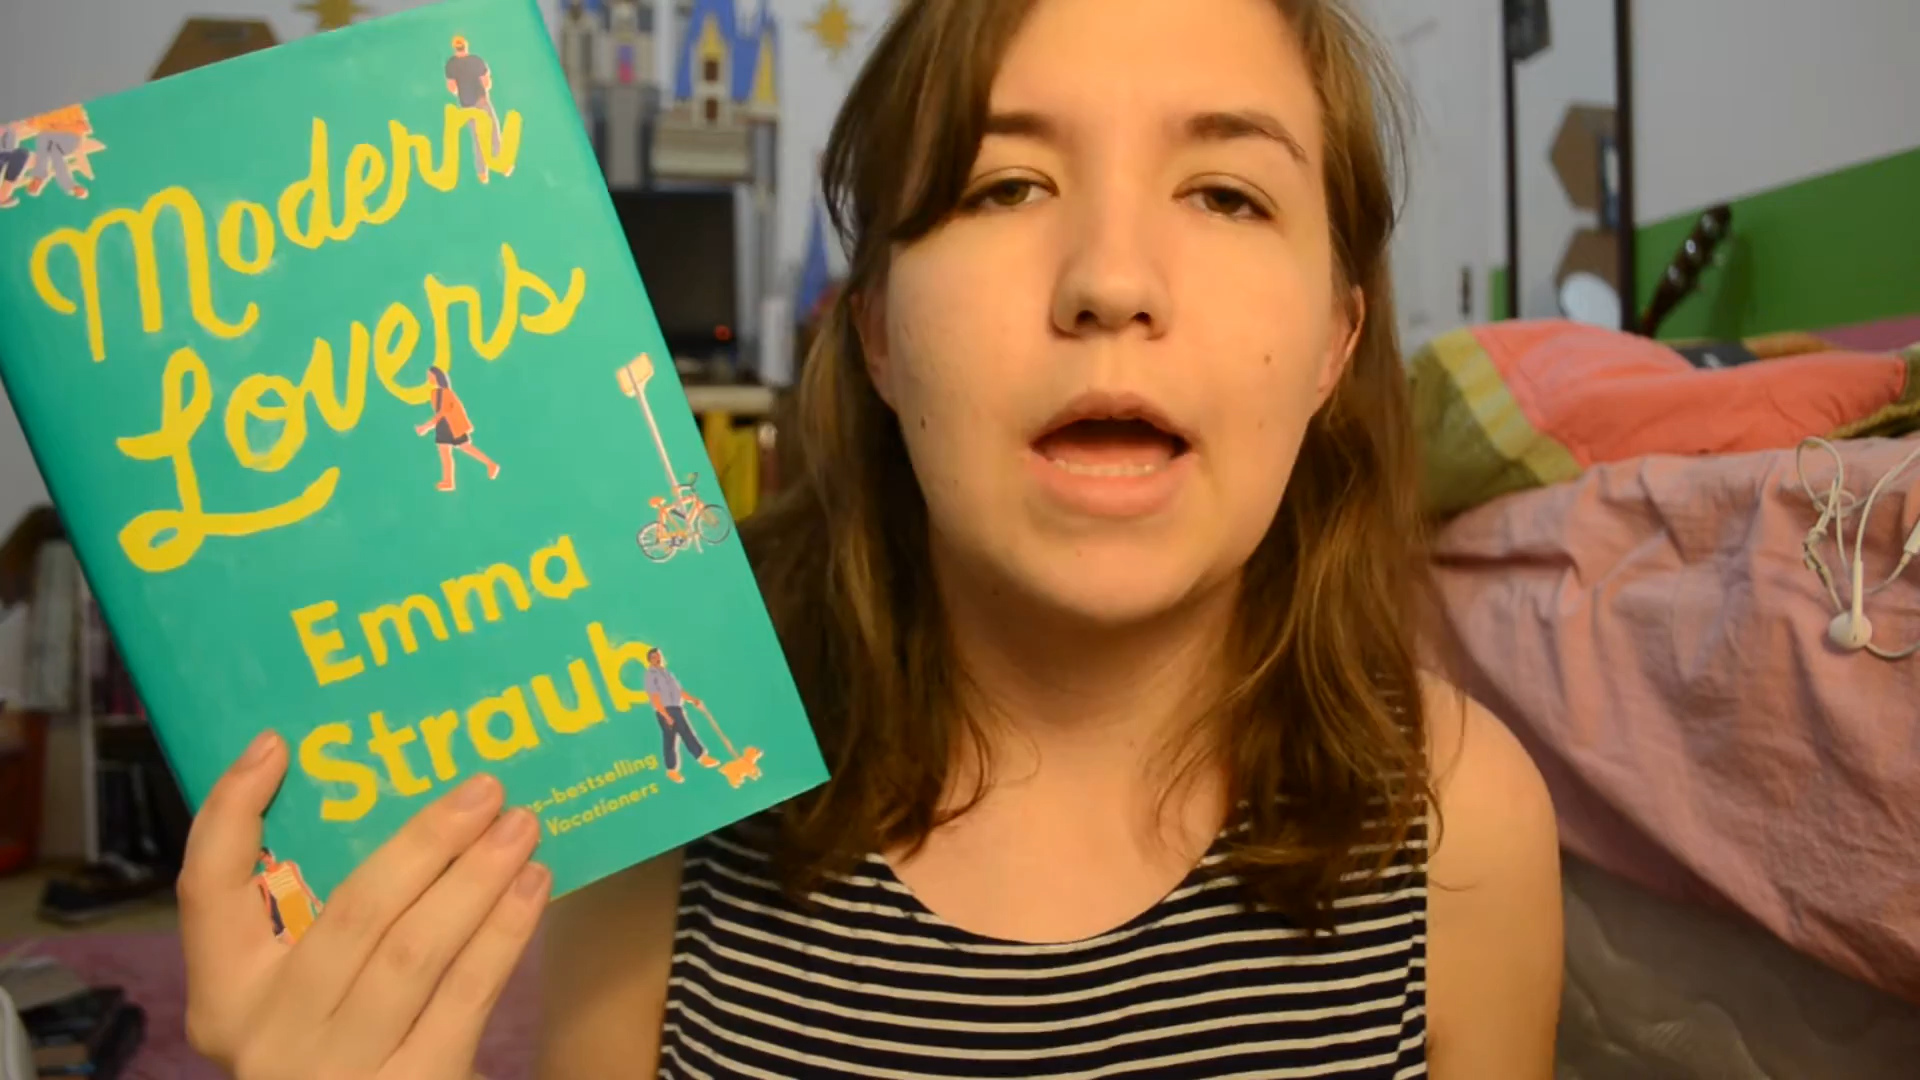 Modern
Lovers
Emma
Straub
-bestselling
Vacationers